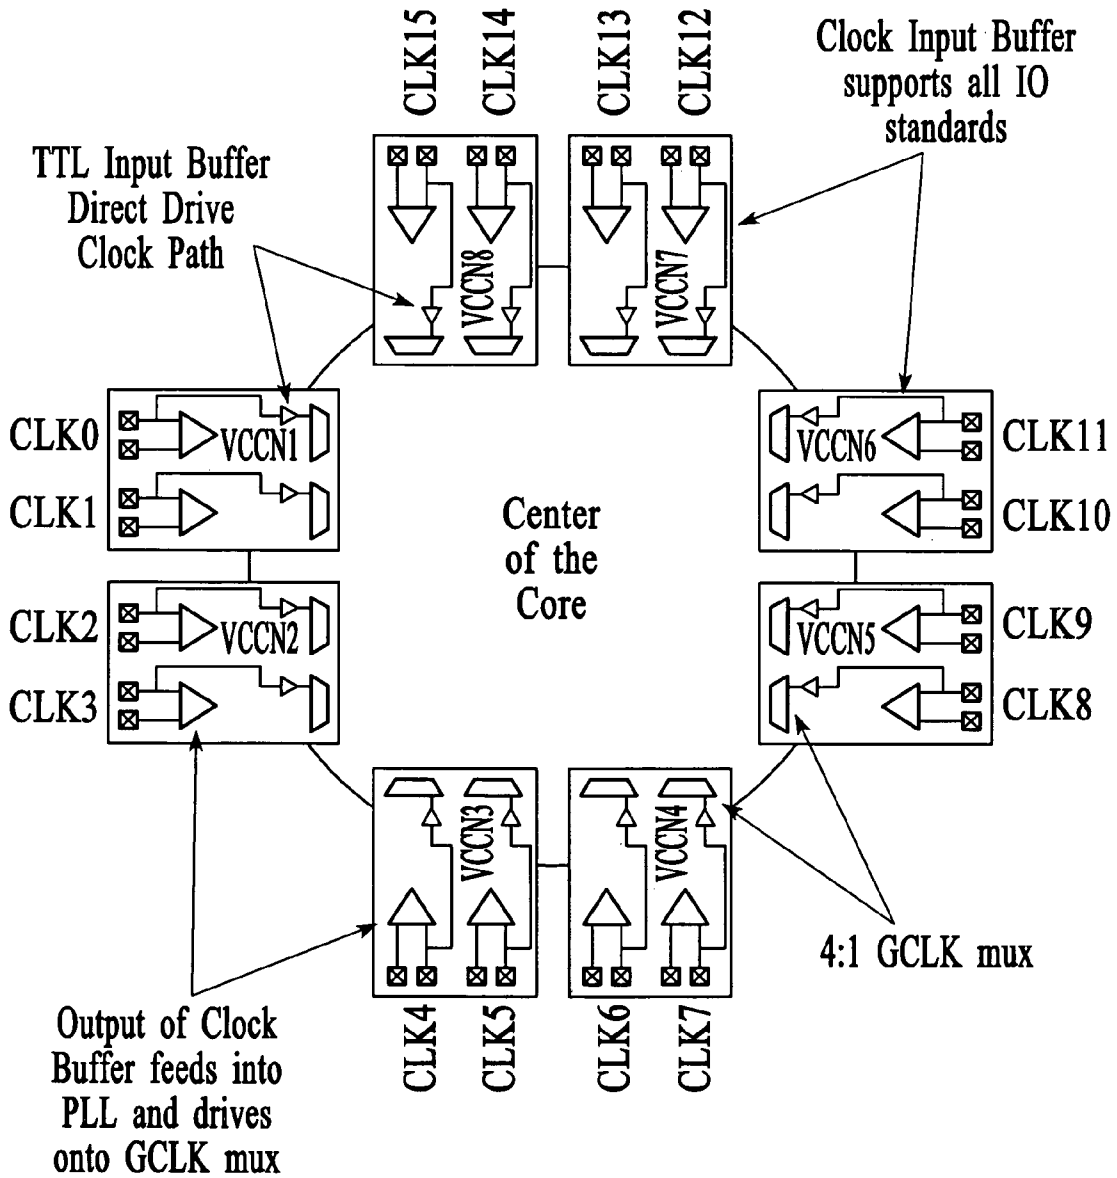 CLK15
CLK14
CLK13
CLK12
Clock Input Buffer
supports all IO
standards
TTL Input Buffer
Direct Drive
Clock Path
VCCN8
VCCN7
CLK0
VCCN1
CLK1
VCCN6
CLK11
CLK10
Center
of the
Core
CLK2
VCCN2
CLK3
VCCN5
CLK9
CLK8
VCCN3
VCCN4
4:1 GCLK mux
CLK4
CLK5
CLK6
CLK7
Output of Clock
Buffer feeds into
PLL and drives
onto GCLK mux